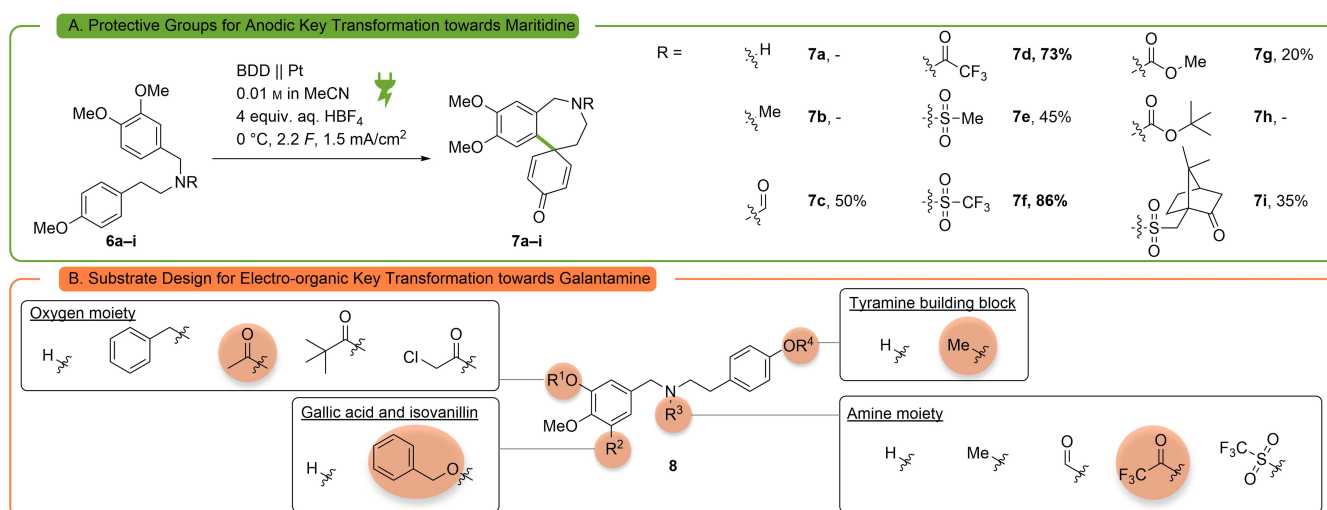 A. Protective Groups for Anodic Key Transformation towards Maritidine
OMe
MeO
NR
MeO
6a–i
BDD || Pt
0.01 M in MeCN
4 equiv. aq. HBF4
0 °C, 2.2 F, 1.5 mA/cm²
MeO
MeO
NR
O
7a–i
R =
H
7a, -
O
CF3
7d, 73%
O
O
Me
7g, 20%
Me
7b, -
O
S
Me
O
7e, 45%
O
O
7h, -
O
7c, 50%
O
S
CF3
O
7f, 86%
O
S
O
O
7i, 35%
B. Substrate Design for Electro-organic Key Transformation towards Galantamine
Oxygen moiety
H
O
O
Cl
O
Gallic acid and isovanillin
H
O
R¹O
MeO
R²
N
R³
OR⁴
8
Tyramine building block
H
Me
Amine moiety
H
Me
O
O
F3C
O
F3C
S
O